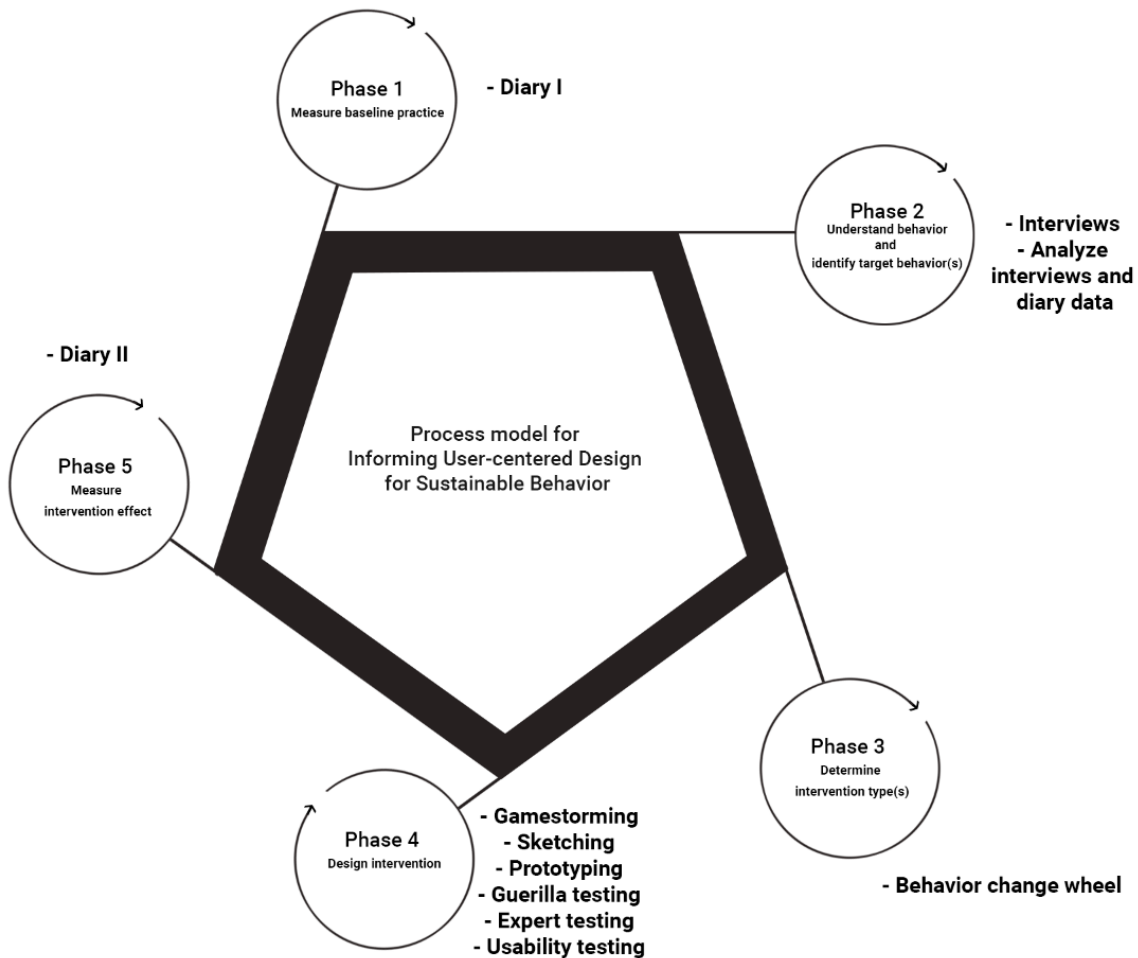 Phase 1
Measure baseline practice
- Diary I
Phase 2
Understand behavior
and
identify target behavior(s)
- Interviews
- Analyze
interviews and
diary data
Process model for
Informing User-centered Design
for Sustainable Behavior
Phase 3
Determine
intervention type(s)
- Behavior change wheel
Phase 4
Design intervention
- Gamestorming
- Sketching
- Prototyping
- Guerilla testing
- Expert testing
- Usability testing
- Diary II
Phase 5
Measure
intervention effect